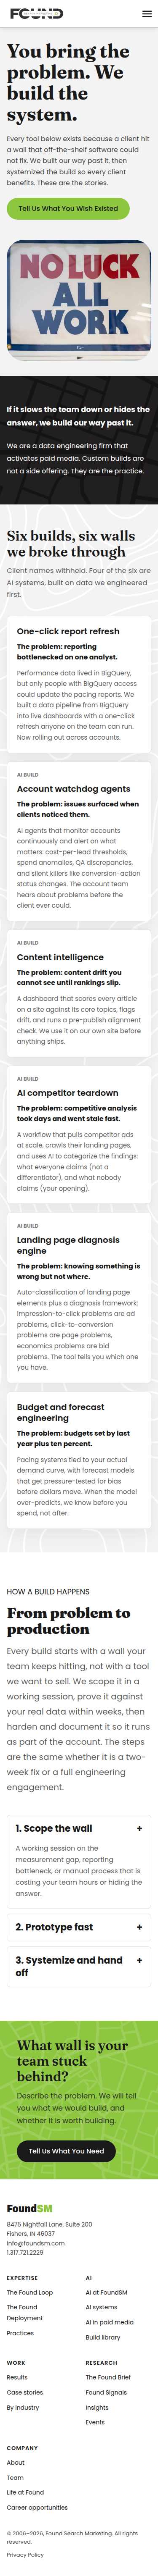 FOUND
You bring the
problem. We
build the
system.
Every tool below exists because a client hit
a wall that off-the-shelf software could
not fix. We built our way past it, then
systemized the build so every client
benefits. These are the stories.
Tell Us What You Wish Existed
NO LUCK
ALL
WORK
If it slows the team down or hides the
answer, we build our way past it.
We are a data engineering firm that
activates paid media. Custom builds are
not a side offering. They are the practice.
Six builds, six walls
we broke through
Client names withheld. Four of the six are
AI systems, built on data we engineered
first.
One-click report refresh
The problem: reporting
bottlenecked on one analyst.
Performance data lived in BigQuery,
but only people with BigQuery access
could update the pacing reports. We
built a data pipeline from BigQuery
into live dashboards with a one-click
refresh anyone on the team can run.
Now rolling out across accounts.
AI BUILD
Account watchdog agents
The problem: issues surfaced when
clients noticed them.
AI agents that monitor accounts
continuously and alert on what
matters: cost-per-lead thresholds,
spend anomalies, QA discrepancies,
and silent killers like conversion-action
status changes. The account team
hears about problems before the
client ever could.
AI BUILD
Content intelligence
The problem: content drift you
cannot see until rankings slip.
A dashboard that scores every article
on a site against its core topics, flags
drift, and runs a pre-publish alignment
check. We use it on our own site before
anything ships.
AI BUILD
AI competitor teardown
The problem: competitive analysis
took days and went stale fast.
A workflow that pulls competitor ads
at scale, crawls their landing pages,
and uses AI to categorize the findings:
what everyone claims (not a
differentiator), and what nobody
claims (your opening).
AI BUILD
Landing page diagnosis
engine
The problem: knowing something is
wrong but not where.
Auto-classification of landing page
elements plus a diagnosis framework:
impression-to-click problems are ad
problems, click-to-conversion
problems are page problems,
economics problems are bid
problems. The tool tells you which one
you have.
Budget and forecast
engineering
The problem: budgets set by last
year plus ten percent.
Pacing systems tied to your actual
demand curve, with forecast models
that get pressure-tested for bias
before dollars move. When the model
over-predicts, we know before you
spend, not after.
HOW A BUILD HAPPENS
From problem to
production
Every build starts with a wall your
team keeps hitting, not with a tool
we want to sell. We scope it in a
working session, prove it against
your real data within weeks, then
harden and document it so it runs
as part of the account. The steps
are the same whether it is a two-
week fix or a full engineering
engagement.
1. Scope the wall +
A working session on the
measurement gap, reporting
bottleneck, or manual process that is
costing your team hours or hiding the
answer.
2. Prototype fast +
3. Systemize and hand +
off
What wall is your
team stuck
behind?
Describe the problem. We will tell
you what we would build, and
whether it is worth building.
Tell Us What You Need
FoundSM
8475 Nightfall Lane, Suite 200
Fishers, IN 46037
info@foundsm.com
1.317.721.2229
EXPERTISE
The Found Loop
The Found
Deployment
Practices
AI
AI at FoundSM
AI systems
AI in paid media
Build library
WORK
Results
Case stories
By industry
RESEARCH
The Found Brief
Found Signals
Insights
Events
COMPANY
About
Team
Life at Found
Career opportunities
© 2006–2026, Found Search Marketing. All rights
reserved.
Privacy Policy